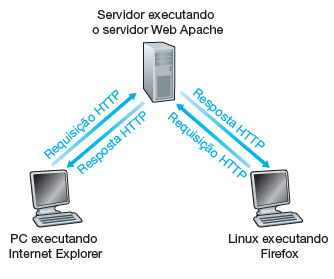 Servidor executando
o servidor Web Apache
Requisição HTTP
Resposta HTTP
Resposta HTTP
Requisição HTTP
PC executando
Internet Explorer
Linux executando
Firefox